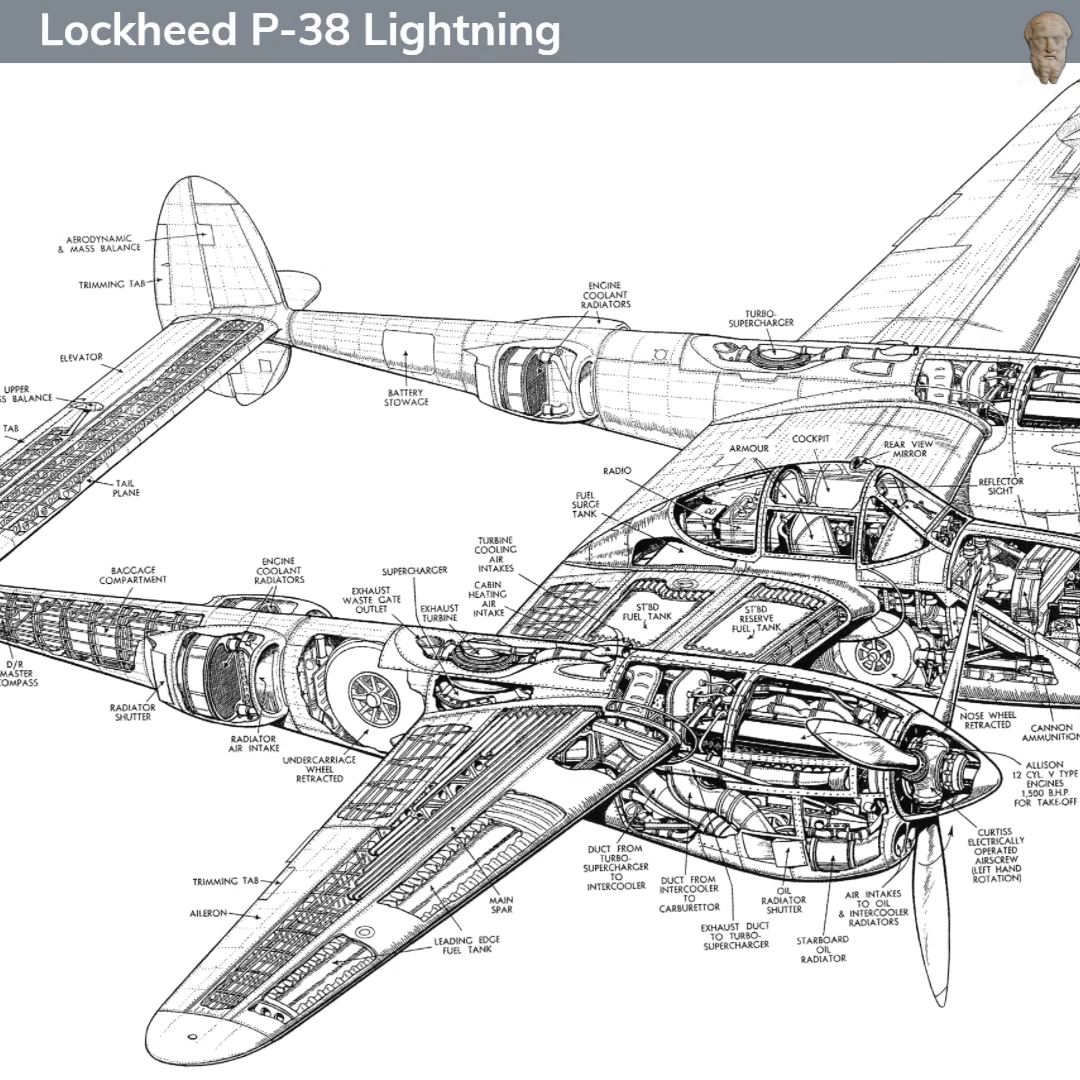 Lockheed P-38 Lightning
AERODYNAMIC
& MASS BALANCE
TRIMMING TAB
ENGINE
COOLANT
RADIATORS
TURBO-
SUPERCHARGER
ELEVATOR
UPPER
SS BALANCE
TAB
BATTERY
STOWAGE
TAIL
PLANE
ARMOUR
COCKPIT
REAR VIEW
MIRROR
RADIO
REFLECTOR
SIGHT
FUEL
SURGE
TANK
TURBINE
COOLING
AIR
INTAKES
CABIN
HEATING
AIR
INTAKE
BAGGAGE
COMPARTMENT
ENGINE
COOLANT
RADIATORS
SUPERCHARGER
EXHAUST
WASTE GATE
OUTLET
EXHAUST
TURBINE
ST'BD
FUEL TANK
ST'BD
RESERVE
FUEL TANK
D/R
MASTER
COMPASS
RADIATOR
SHUTTER
RADIATOR
AIR INTAKE
UNDERCARRIAGE
WHEEL
RETRACTED
NOSE WHEEL
RETRACTED
CANNON
AMMUNITION
ALLISON
12 CYL. V TYPE
ENGINES
1,500 B.H.P.
FOR TAKE-OFF
CURTISS
ELECTRICALLY
OPERATED
AIRSCREW
(LEFT HAND
ROTATION)
DUCT FROM
TURBO-
SUPERCHARGER
TO
INTERCOOLER
DUCT FROM
INTERCOOLER
TO
CARBURETTOR
OIL
RADIATOR
SHUTTER
AIR INTAKES
TO OIL
& INTERCOOLER
RADIATORS
EXHAUST DUCT
TO TURBO-
SUPERCHARGER
STARBOARD
OIL
RADIATOR
TRIMMING TAB
AILERON
MAIN
SPAR
LEADING EDGE
FUEL TANK